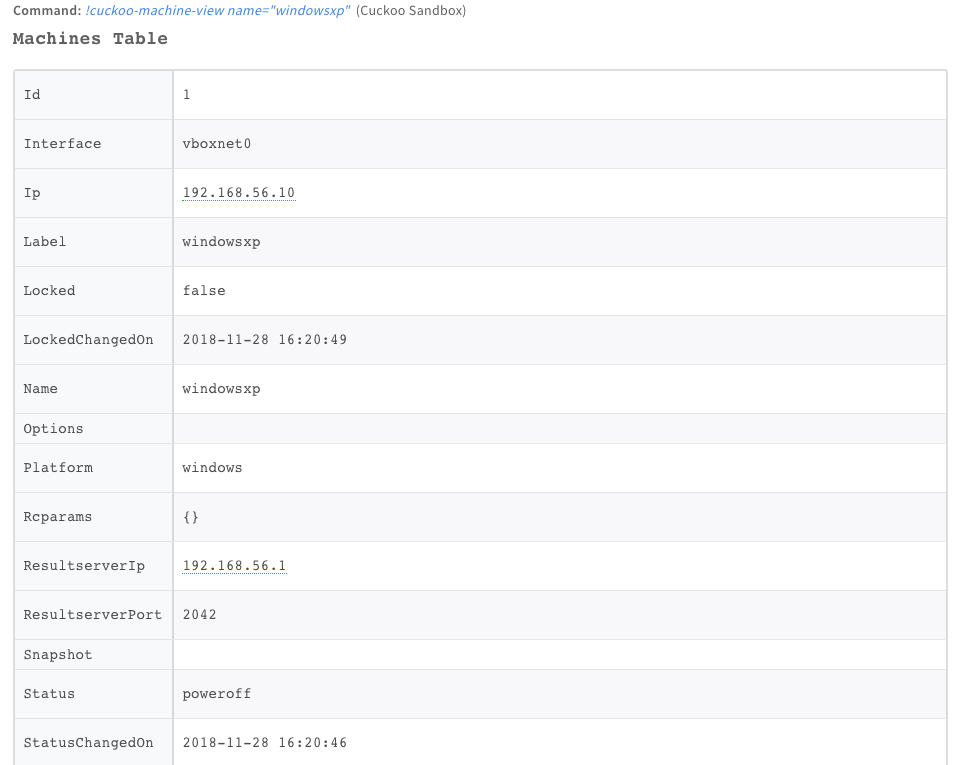 Command: !cuckoo-machine-view name="windowsxp" (Cuckoo Sandbox)
Machines Table
Id 1
Interface vboxnet0
Ip 192.168.56.10
Label windowsxp
Locked false
LockedChangedOn 2018-11-28 16:20:49
Name windowsxp
Options
Platform windows
Rcparams {}
ResultserverIp 192.168.56.1
ResultserverPort 2042
Snapshot
Status poweroff
StatusChangedOn 2018-11-28 16:20:46